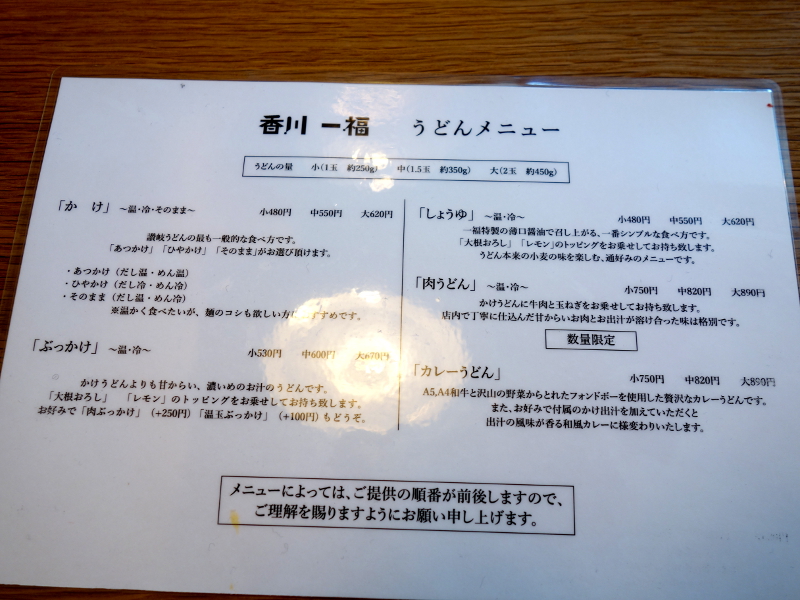 香川 一福 うどんメニュー
うどんの量 小(1玉 約250g) 中(1.5玉 約350g) 大(2玉 約450g)
「かけ」 ～温・冷・そのまま～ 小480円 中550円 大620円
讃岐うどんの最も一般的な食べ方です。
「あつかけ」「ひやかけ」「そのまま」がお選び頂けます。
・あつかけ（だし温・めん温）
・ひやかけ（だし冷・めん冷）
・そのまま（だし温・めん冷）
※温かく食べたいが、麺のコシも欲しい方におすすめです。
「ぶっかけ」 ～温・冷～ 小530円 中600円 大670円
かけうどんよりも甘からい、濃いめのお汁のうどんです。
「大根おろし」 「レモン」のトッピングをお乗せしてお持ち致します。
お好みで「肉ぶっかけ」（+250円）「温玉ぶっかけ」（+100円）もどうぞ。
「しょうゆ」 ～温・冷～ 小480円 中550円 大620円
一福特製の薄口醤油で召し上がる、一番シンプルな食べ方です。
「大根おろし」「レモン」のトッピングをお乗せしてお持ち致します。
うどん本来の小麦の味を楽しむ、通好みのメニューです。
「肉うどん」 ～温・冷～ 小750円 中820円 大890円
かけうどんに牛肉と玉ねぎをお乗せしてお持ち致します。
店内で丁寧に仕込んだ甘からいお肉とお出汁が溶け合った味は格別です。
数量限定
「カレーうどん」 小750円 中820円 大890円
A5,A4和牛と沢山の野菜からとれたフォンドボーを使用した贅沢なカレーうどんです。
また、お好みで付属のかけ出汁を加えていただくと
出汁の風味が香る和風カレーに様変わりいたします。
メニューによっては、ご提供の順番が前後しますので、
ご理解を賜りますようにお願い申し上げます。